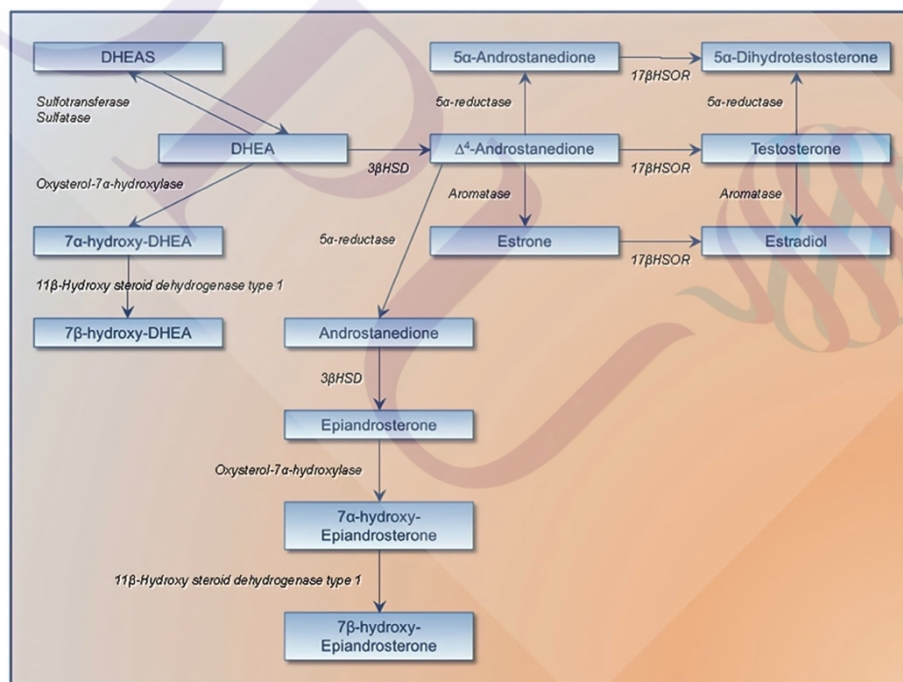 DHEAS
5α-Androstanedione
17βHSOR
5α-Dihydrotestosterone
Sulfotransferase
Sulfatase
5α-reductase
5α-reductase
DHEA
3βHSD
Δ⁴-Androstanedione
17βHSOR
Testosterone
Oxysterol-7α-hydroxylase
Aromatase
Aromatase
7α-hydroxy-DHEA
5α-reductase
Estrone
17βHSOR
Estradiol
11β-Hydroxy steroid dehydrogenase type 1
7β-hydroxy-DHEA
Androstanedione
3βHSD
Epiandrosterone
Oxysterol-7α-hydroxylase
7α-hydroxy-
Epiandrosterone
11β-Hydroxy steroid dehydrogenase type 1
7β-hydroxy-
Epiandrosterone